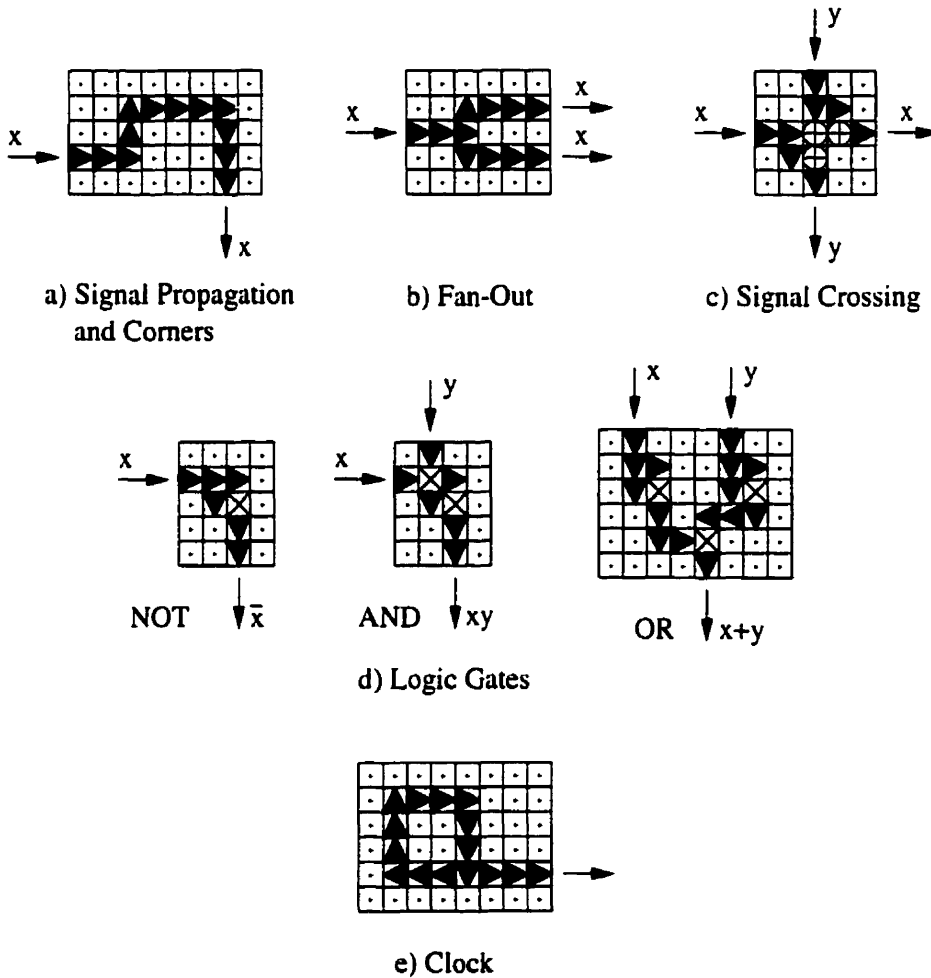 y
x
x
x
x
x
x
x
y
a) Signal Propagation
and Corners
b) Fan-Out
c) Signal Crossing
y
x
y
x
x
NOT
x̄
AND
xy
OR
x+y
d) Logic Gates
e) Clock